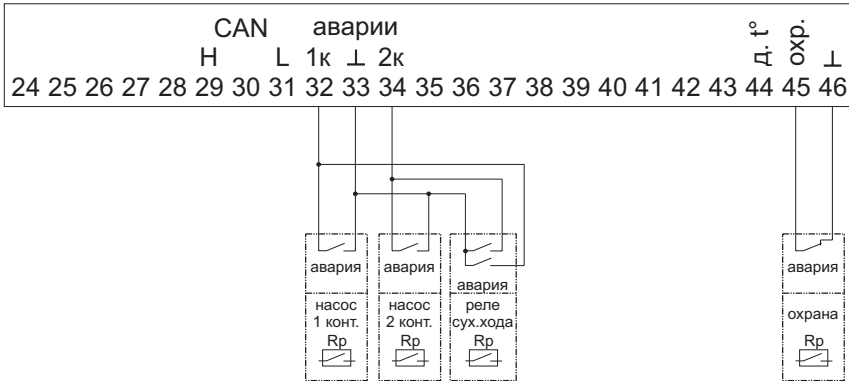 CAN аварии
H L 1к ⊥ 2к д. t° охр. ⊥
24 25 26 27 28 29 30 31 32 33 34 35 36 37 38 39 40 41 42 43 44 45 46
авария авария авария авария
насос
1 конт.
Rp
насос
2 конт.
Rp
реле
сух.хода
Rp
охрана
Rp